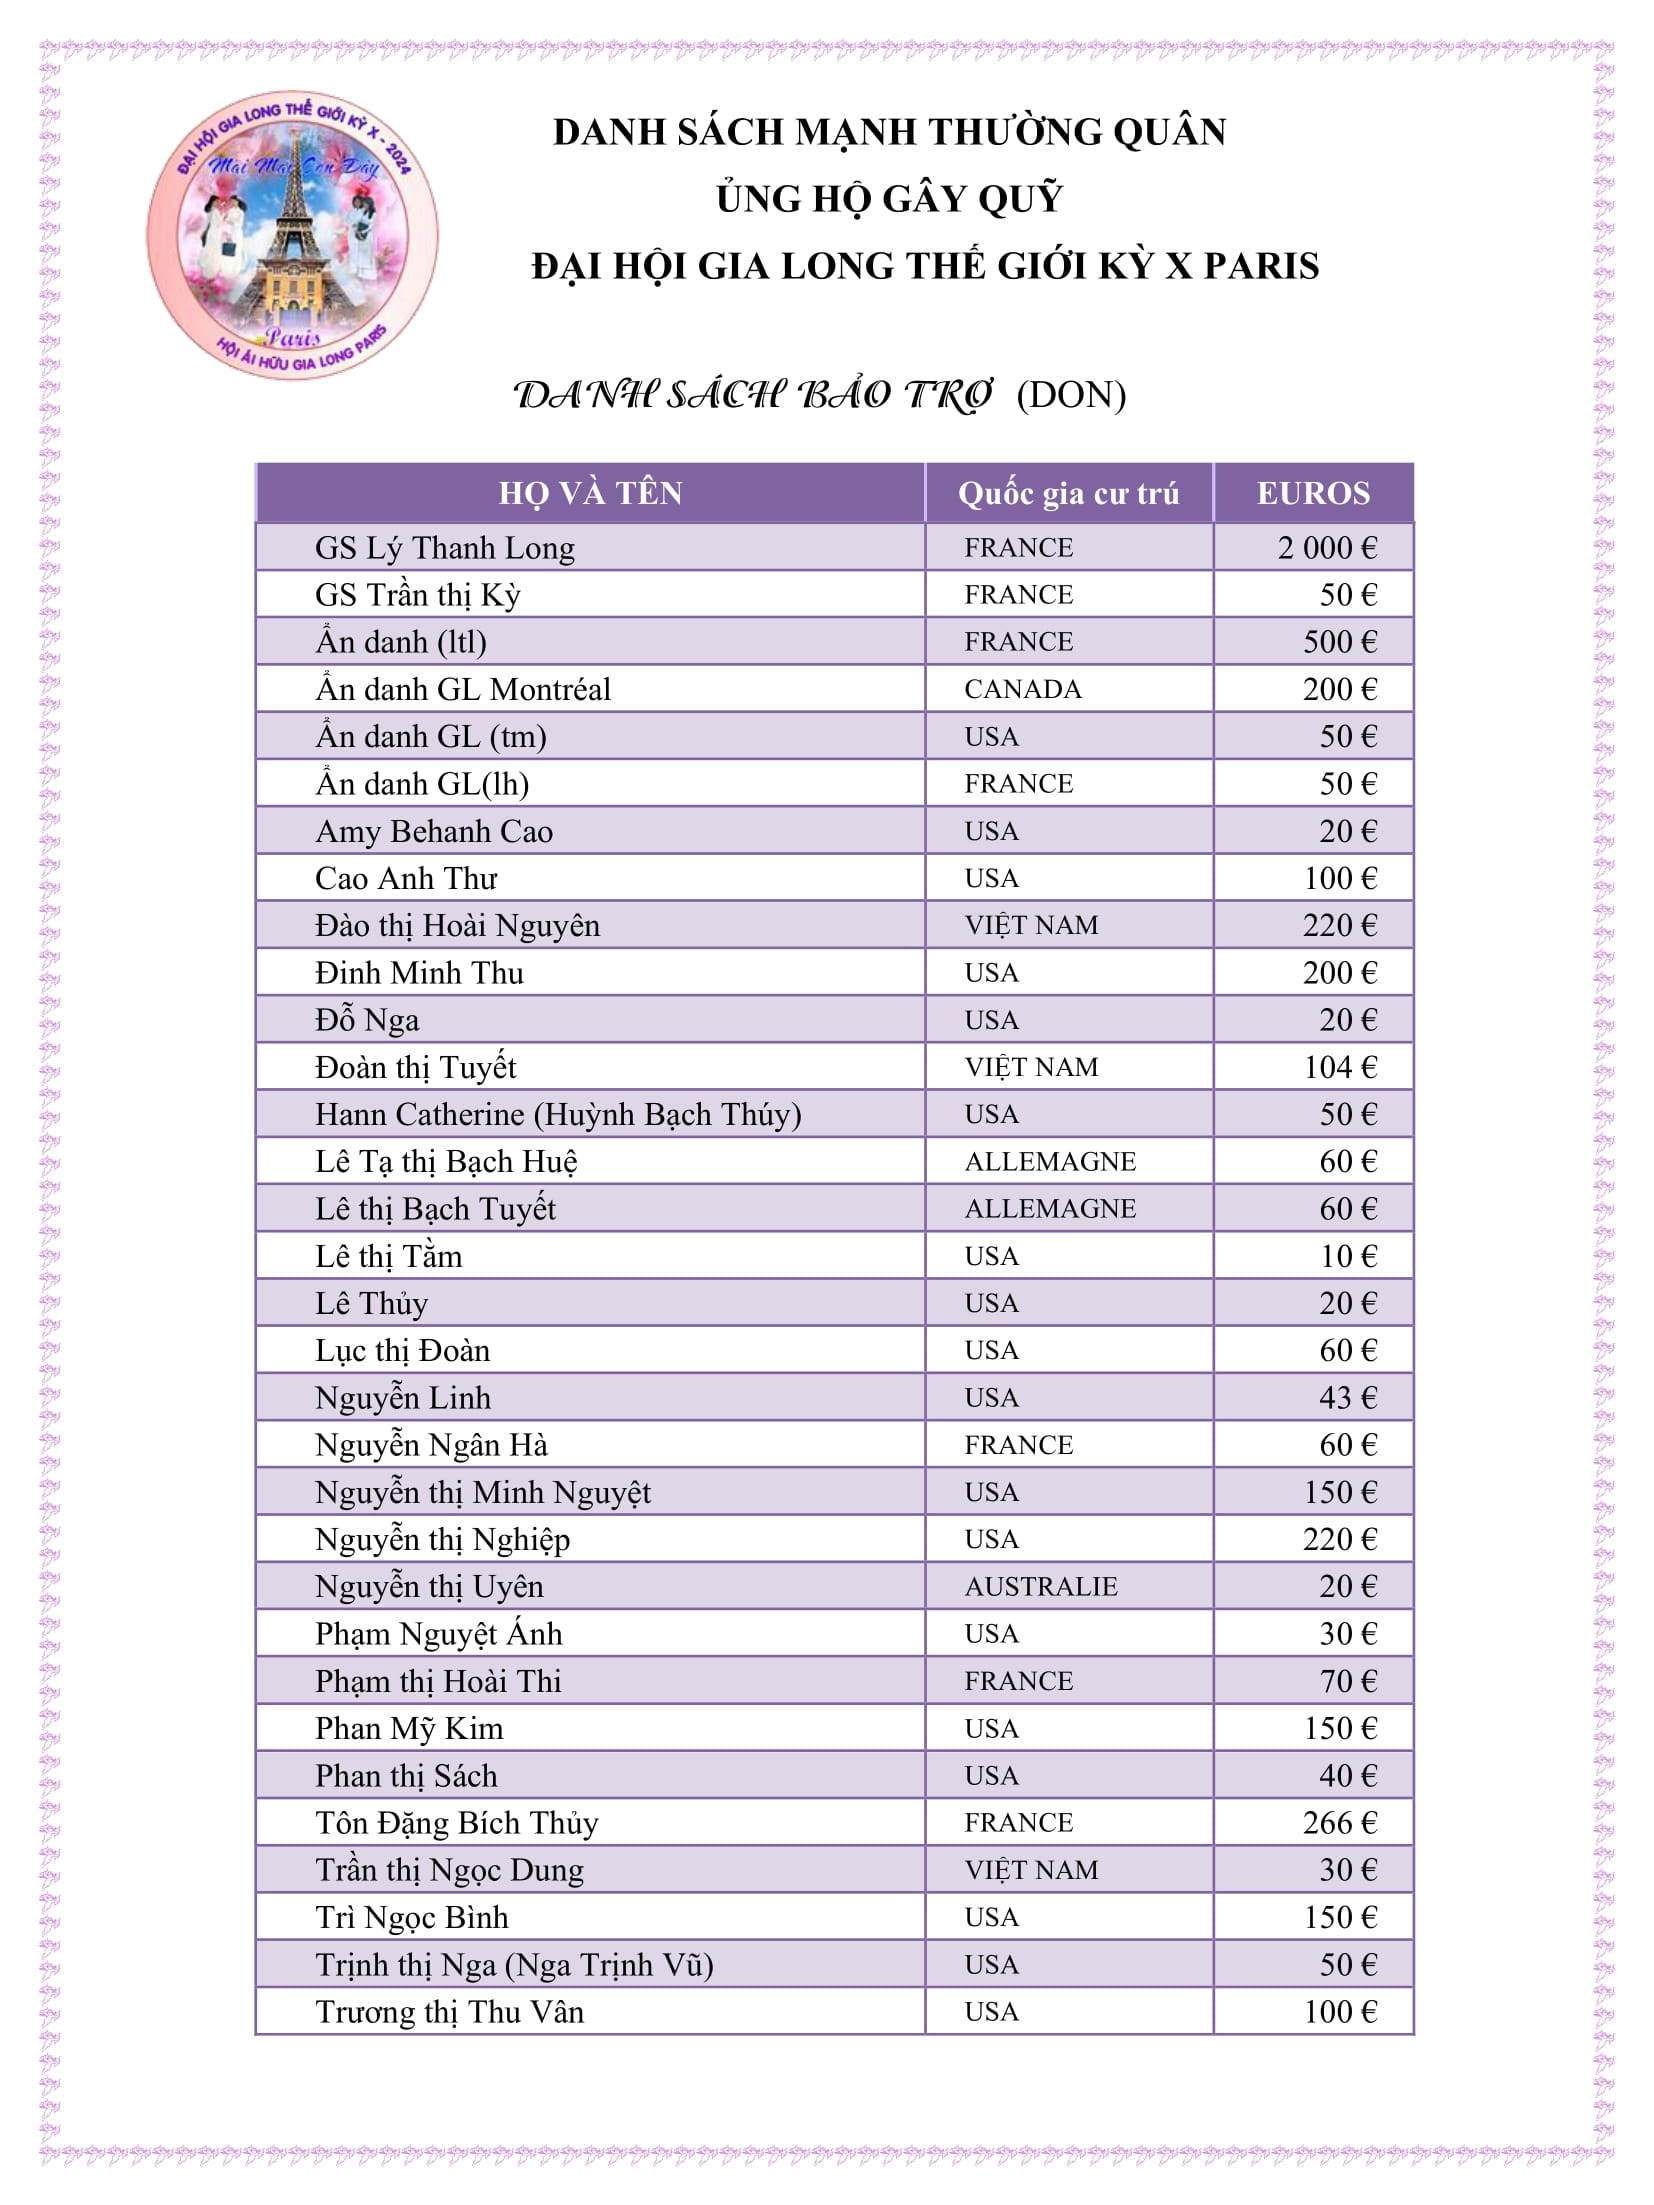 ĐẠI HỘI GIA LONG THẾ GIỚI KỲ X - 2024
Mãi Mãi Còn Đây
Paris
HỘI ÁI HỮU GIA LONG PARIS
DANH SÁCH MẠNH THƯỜNG QUÂN
ỦNG HỘ GÂY QUỸ
ĐẠI HỘI GIA LONG THẾ GIỚI KỲ X PARIS
DANH SÁCH BẢO TRỢ (DON)
HỌ VÀ TÊN Quốc gia cư trú EUROS
GS Lý Thanh Long FRANCE 2 000 €
GS Trần thị Kỳ FRANCE 50 €
Ẩn danh (ltl) FRANCE 500 €
Ẩn danh GL Montréal CANADA 200 €
Ẩn danh GL (tm) USA 50 €
Ẩn danh GL(lh) FRANCE 50 €
Amy Behanh Cao USA 20 €
Cao Anh Thư USA 100 €
Đào thị Hoài Nguyên VIỆT NAM 220 €
Đinh Minh Thu USA 200 €
Đỗ Nga USA 20 €
Đoàn thị Tuyết VIỆT NAM 104 €
Hann Catherine (Huỳnh Bạch Thúy) USA 50 €
Lê Tạ thị Bạch Huệ ALLEMAGNE 60 €
Lê thị Bạch Tuyết ALLEMAGNE 60 €
Lê thị Tằm USA 10 €
Lê Thủy USA 20 €
Lục thị Đoàn USA 60 €
Nguyễn Linh USA 43 €
Nguyễn Ngân Hà FRANCE 60 €
Nguyễn thị Minh Nguyệt USA 150 €
Nguyễn thị Nghiệp USA 220 €
Nguyễn thị Uyên AUSTRALIE 20 €
Phạm Nguyệt Ánh USA 30 €
Phạm thị Hoài Thi FRANCE 70 €
Phan Mỹ Kim USA 150 €
Phan thị Sách USA 40 €
Tôn Đặng Bích Thủy FRANCE 266 €
Trần thị Ngọc Dung VIỆT NAM 30 €
Trì Ngọc Bình USA 150 €
Trịnh thị Nga (Nga Trịnh Vũ) USA 50 €
Trương thị Thu Vân USA 100 €